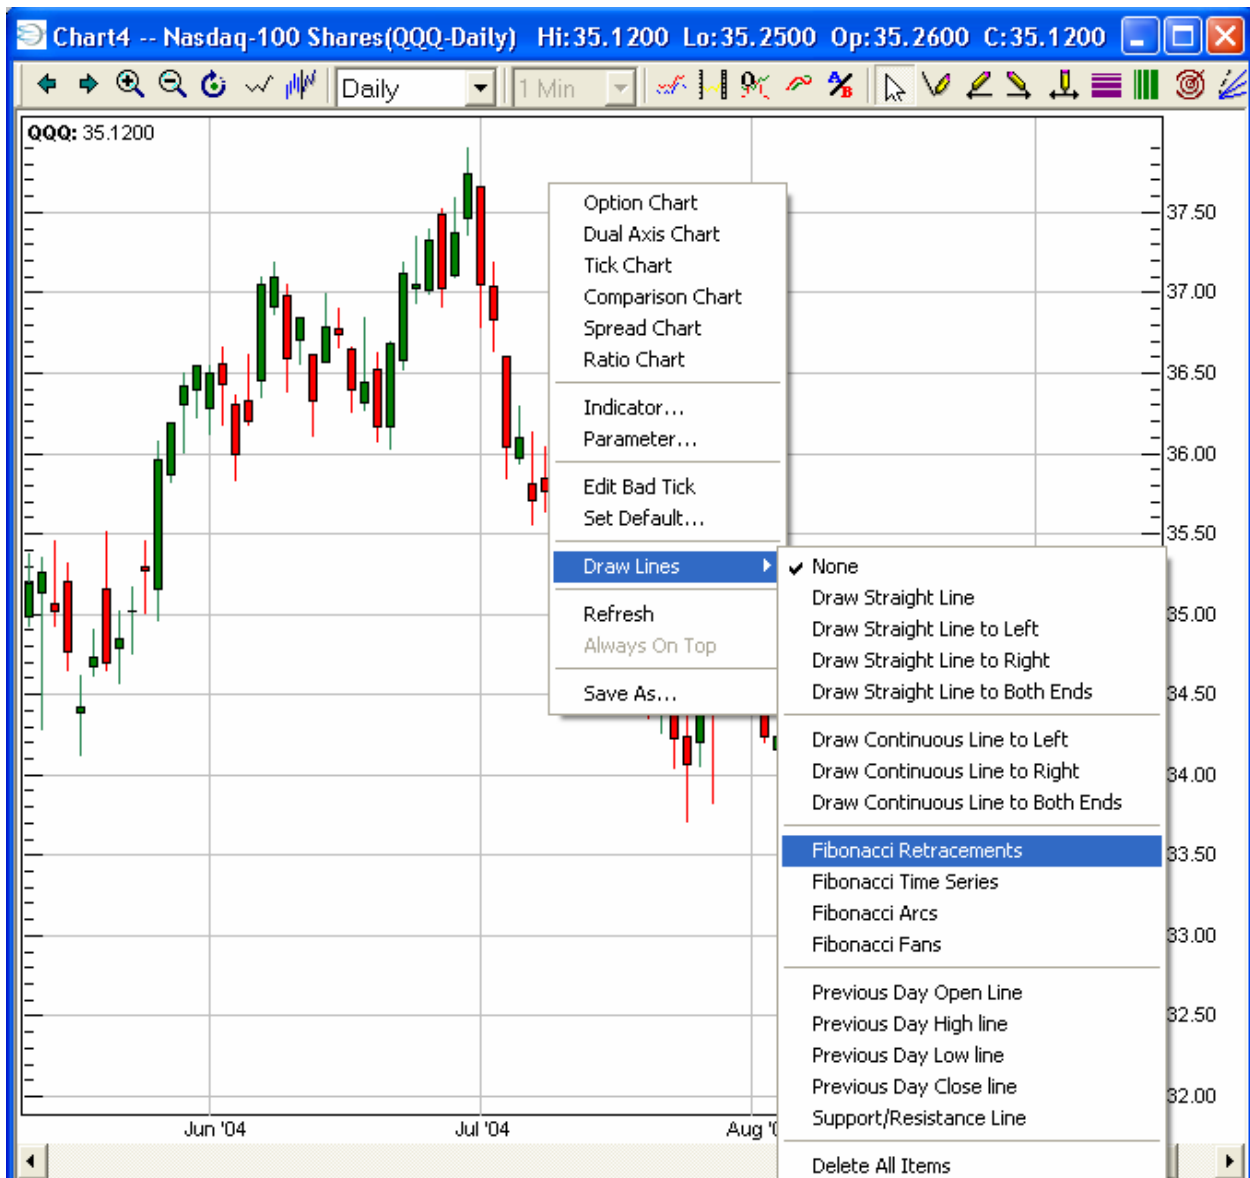 Chart4 -- Nasdaq-100 Shares(QQQ-Daily) Hi:35.1200 Lo:35.2500 Op:35.2600 C:35.1200
Daily
1 Min
QQQ: 35.1200
Option Chart
Dual Axis Chart
Tick Chart
Comparison Chart
Spread Chart
Ratio Chart
Indicator...
Parameter...
Edit Bad Tick
Set Default...
Draw Lines
Refresh
Always On Top
Save As...
None
Draw Straight Line
Draw Straight Line to Left
Draw Straight Line to Right
Draw Straight Line to Both Ends
Draw Continuous Line to Left
Draw Continuous Line to Right
Draw Continuous Line to Both Ends
Fibonacci Retracements
Fibonacci Time Series
Fibonacci Arcs
Fibonacci Fans
Previous Day Open Line
Previous Day High line
Previous Day Low line
Previous Day Close line
Support/Resistance Line
Delete All Items
37.50
37.00
36.50
36.00
35.50
35.00
34.50
34.00
33.50
33.00
32.50
32.00
Jun '04
Jul '04
Aug '0